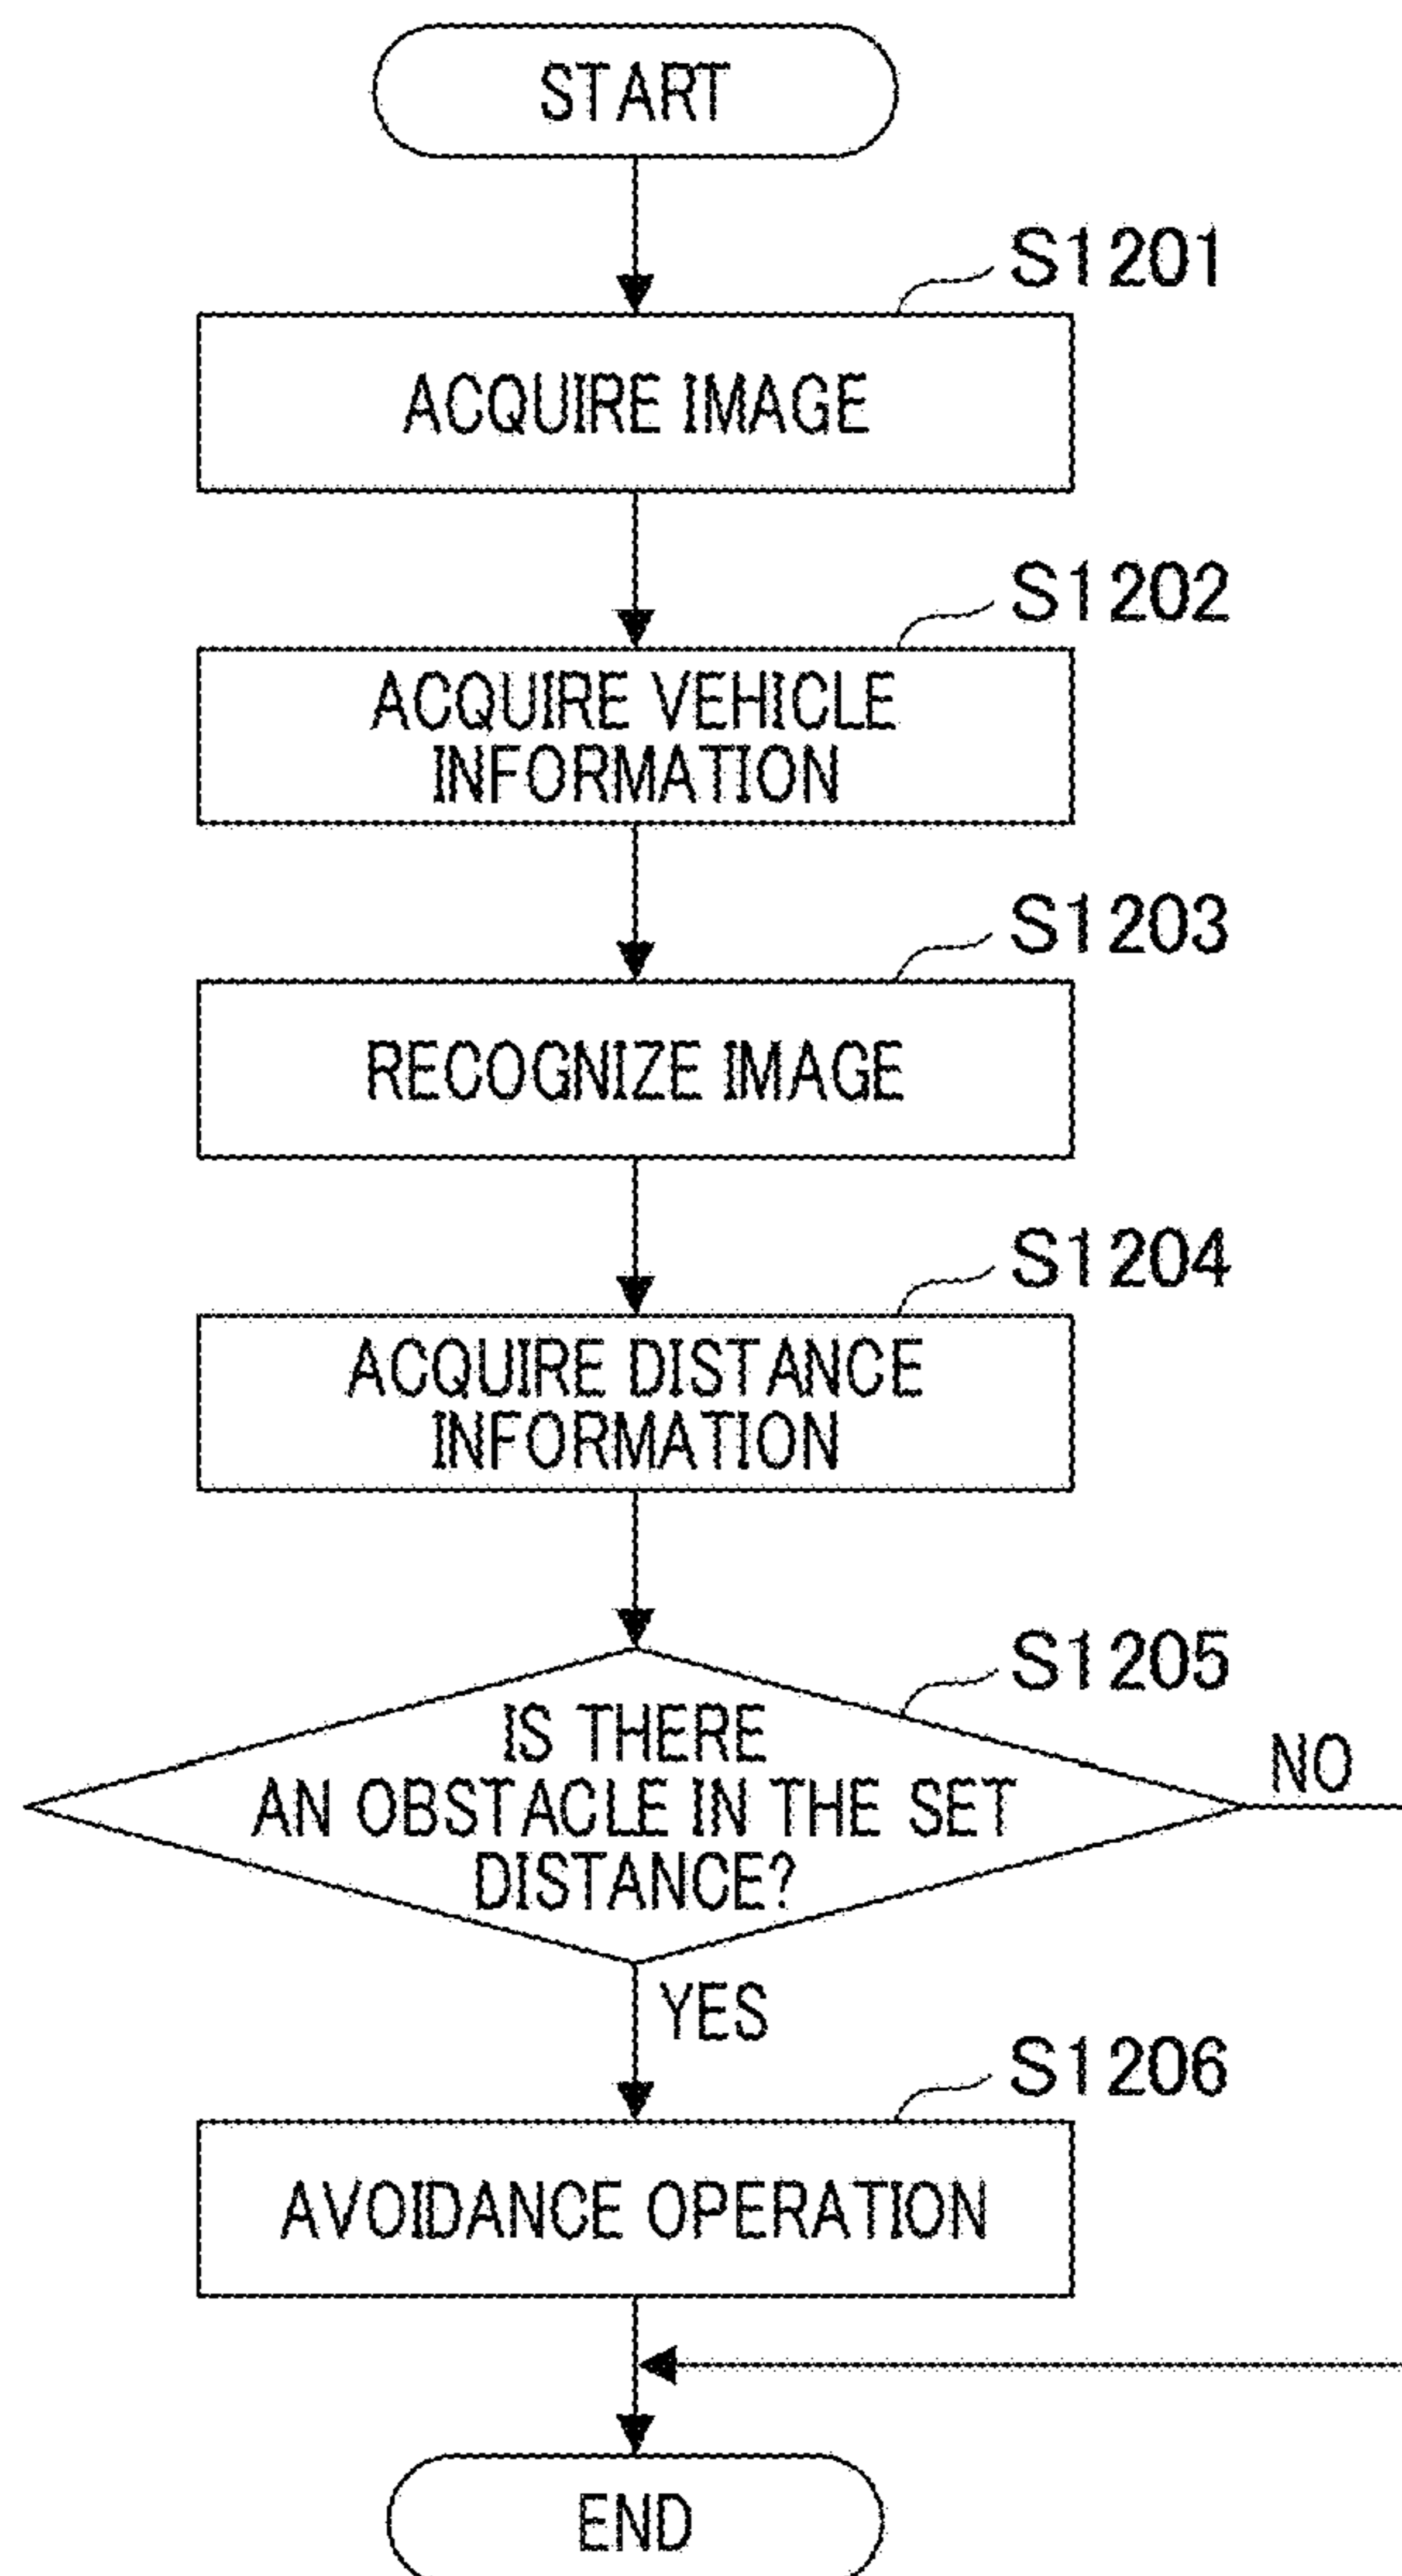 START
S1201
ACQUIRE IMAGE
S1202
ACQUIRE VEHICLE
INFORMATION
S1203
RECOGNIZE IMAGE
S1204
ACQUIRE DISTANCE
INFORMATION
S1205
IS THERE
AN OBSTACLE IN THE SET
DISTANCE?
NO
YES
S1206
AVOIDANCE OPERATION
END